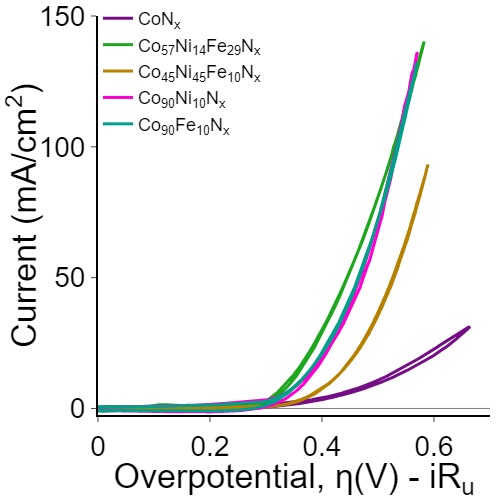 150
100
50
0
Current (mA/cm²)
CoNₓ
Co₅₇Ni₁₄Fe₂₉Nₓ
Co₄₅Ni₄₅Fe₁₀Nₓ
Co₉₀Ni₁₀Nₓ
Co₉₀Fe₁₀Nₓ
0 0.2 0.4 0.6
Overpotential, η(V) - iRᵤ